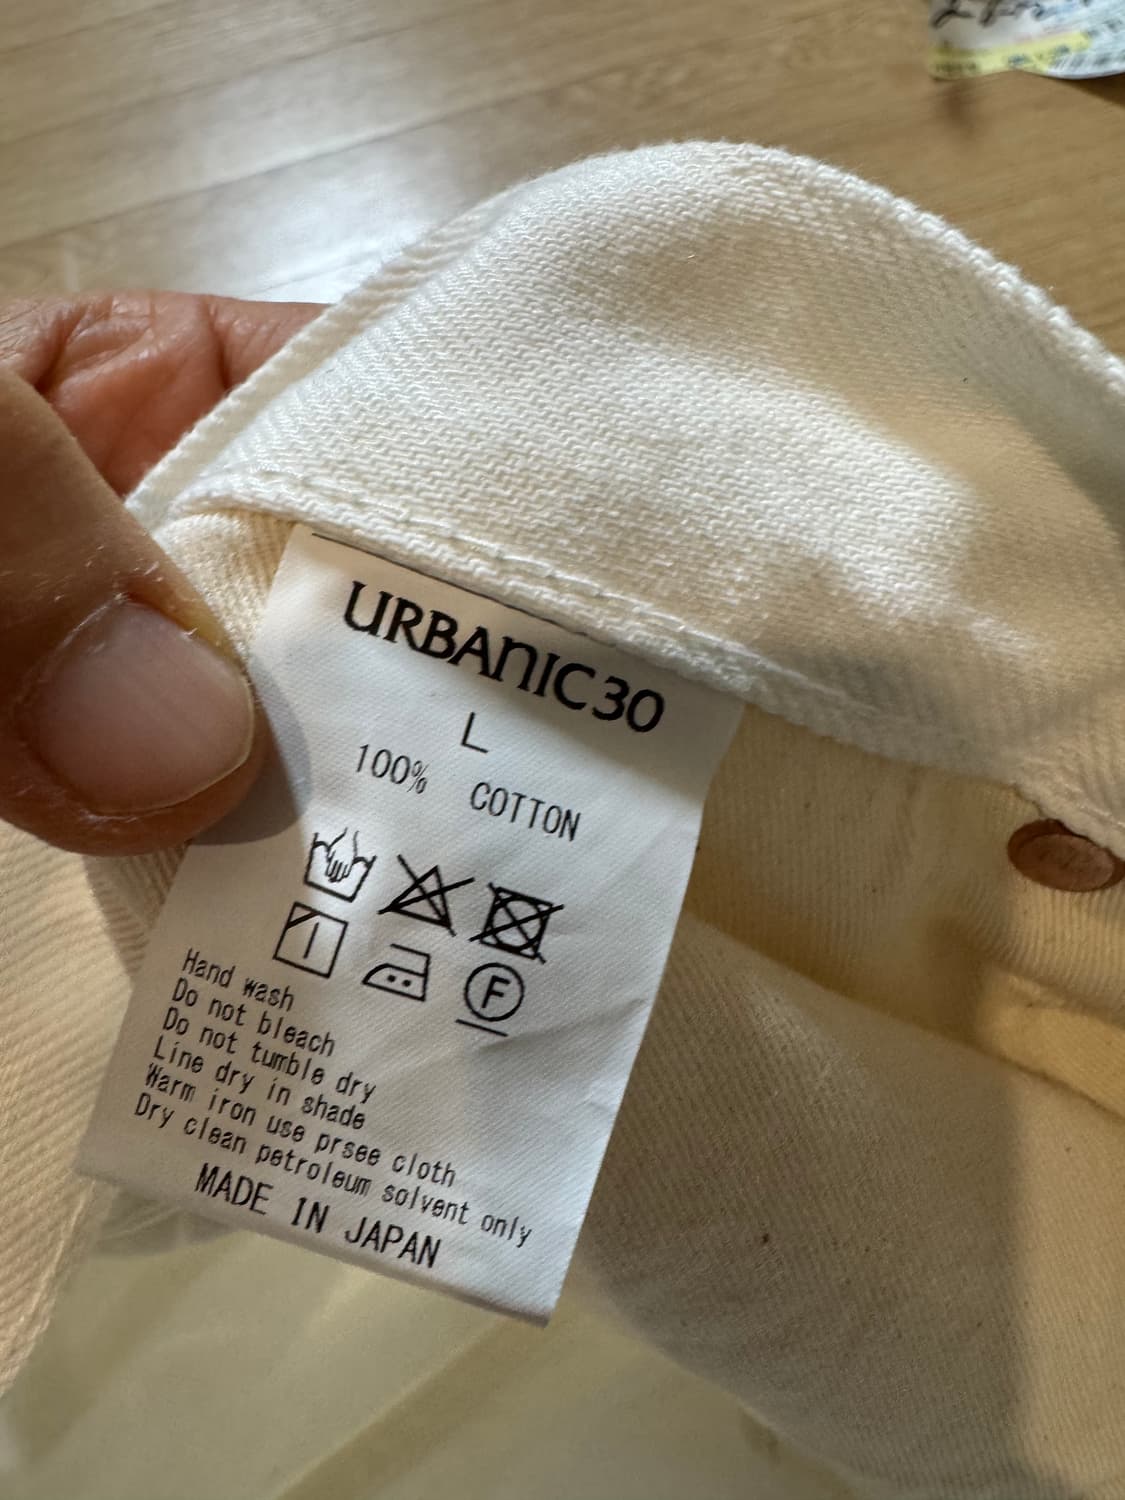 URBANIC30
L
100% COTTON
F
Hand wash
Do not bleach
Do not tumble dry
Line dry in shade
Warm iron use prsee cloth
Dry clean petroleum solvent only
MADE IN JAPAN